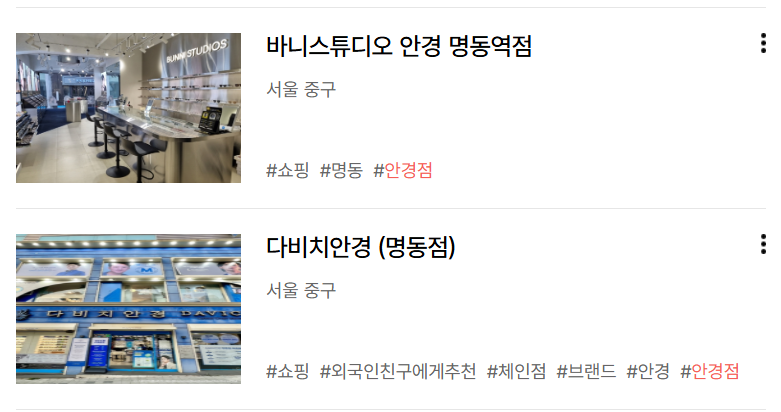 BUNNI STUDIOS
바니스튜디오 안경 명동역점
서울 중구
#쇼핑 #명동 #안경점
다비치안경 (명동점)
서울 중구
다비치안경 DAVIC
#쇼핑 #외국인친구에게추천 #체인점 #브랜드 #안경 #안경점